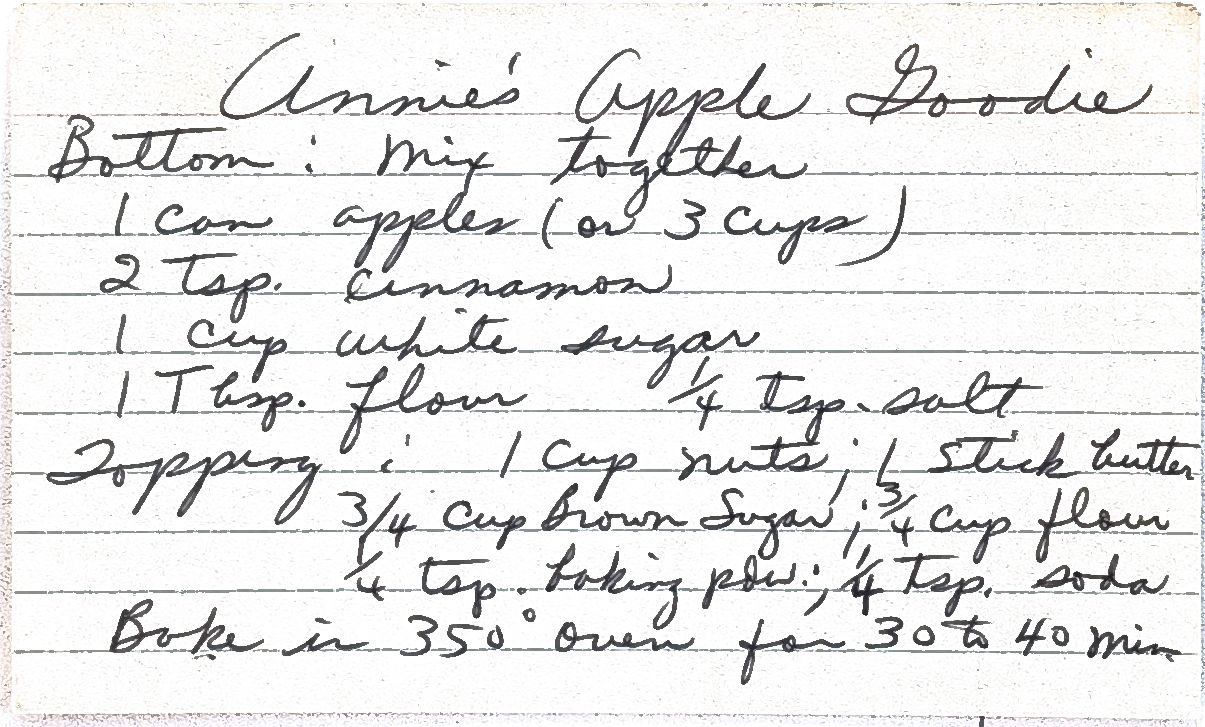 Annie's Apple Goodie
Bottom: Mix together
1 can apples (or 3 cups)
2 Tsp. cinnamon
1 cup white sugar
1 Tbsp. flour 1/4 tsp. salt
Topping: 1 cup nuts; 1 stick butter
3/4 cup Brown Sugar; 3/4 cup flour
1/4 tsp. baking pdw.; 1/4 Tsp. soda
Bake in 350° oven for 30 to 40 min